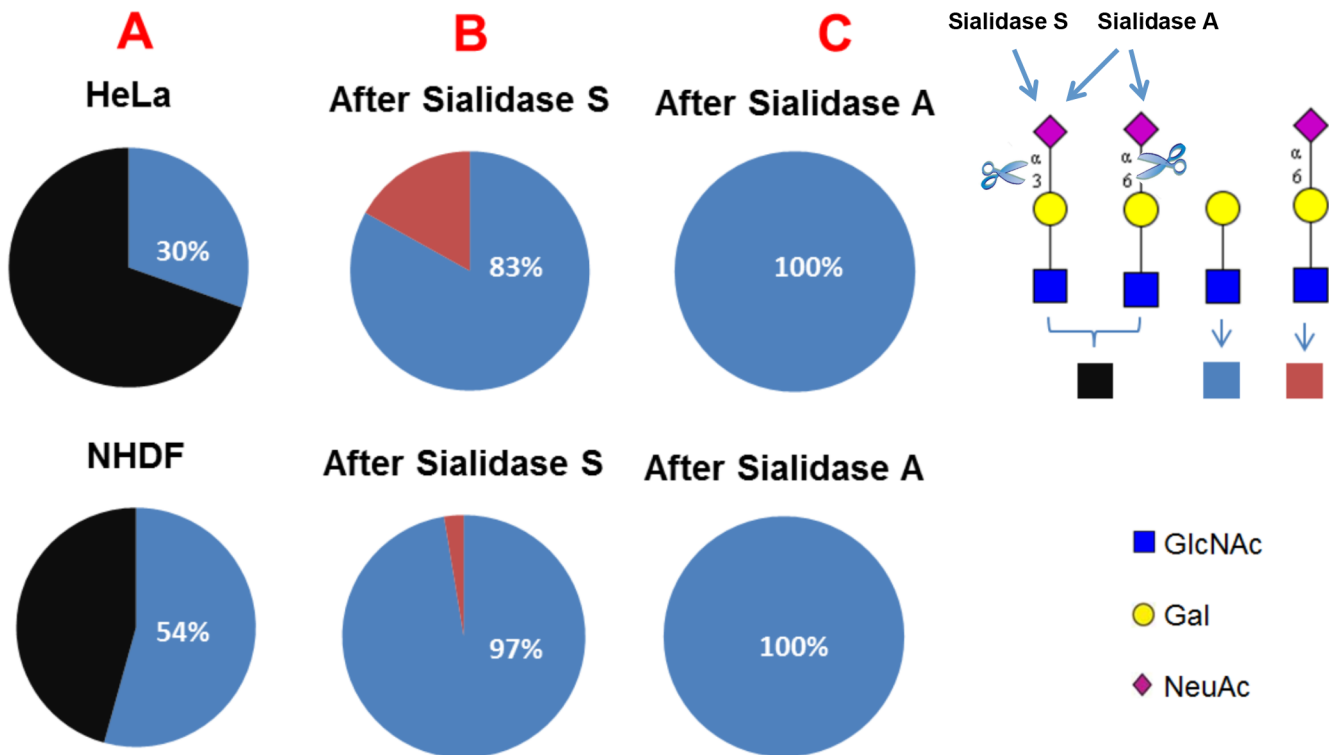 A
B
C
Sialidase S
Sialidase A
HeLa
After Sialidase S
After Sialidase A
30%
83%
100%
α
3
α
6
α
6
NHDF
After Sialidase S
After Sialidase A
54%
97%
100%
GlcNAc
Gal
NeuAc